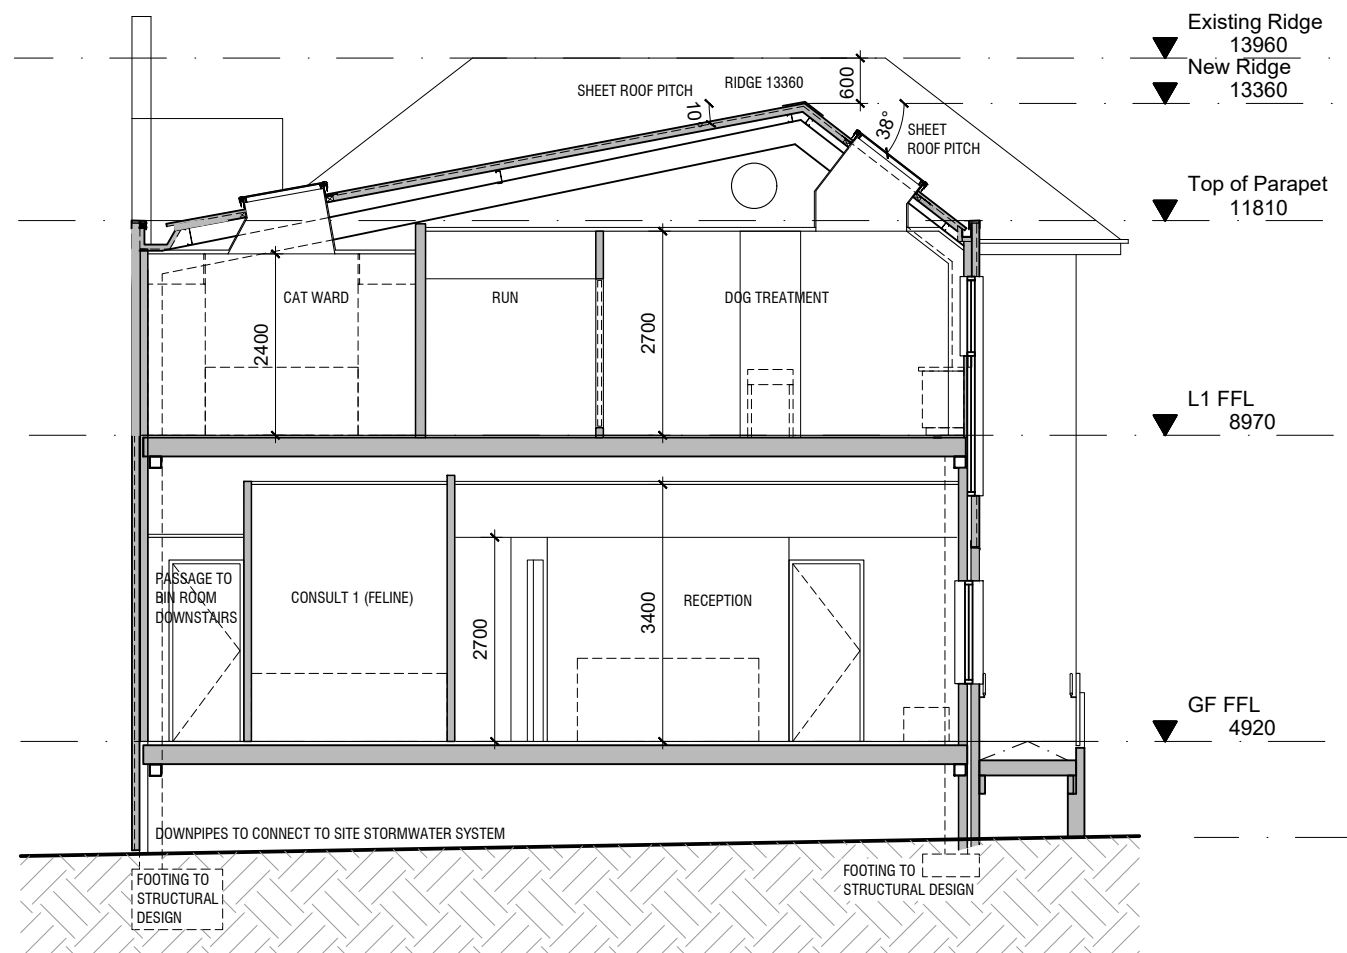 Existing Ridge
13960
New Ridge
13360
600
RIDGE 13360
SHEET ROOF PITCH
10°
38°
SHEET
ROOF PITCH
Top of Parapet
11810
CAT WARD
RUN
DOG TREATMENT
2400
2700
L1 FFL
8970
PASSAGE TO
BIN ROOM
DOWNSTAIRS
CONSULT 1 (FELINE)
2700
3400
RECEPTION
GF FFL
4920
DOWNPIPES TO CONNECT TO SITE STORMWATER SYSTEM
FOOTING TO
STRUCTURAL
DESIGN
FOOTING TO
STRUCTURAL DESIGN